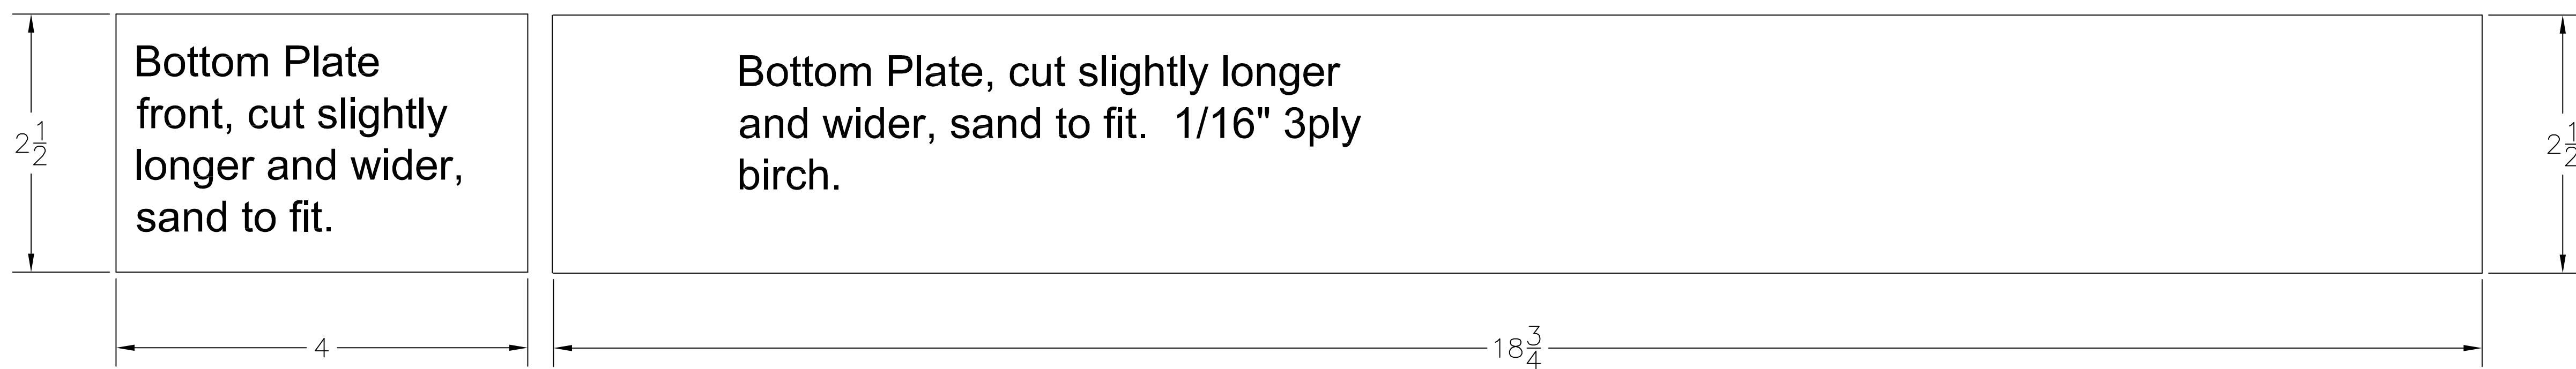 Bottom Plate
front, cut slightly
longer and wider,
sand to fit.
Bottom Plate, cut slightly longer
and wider, sand to fit.  1/16" 3ply
birch.
2 1/2
2 1/2
4
18 3/4